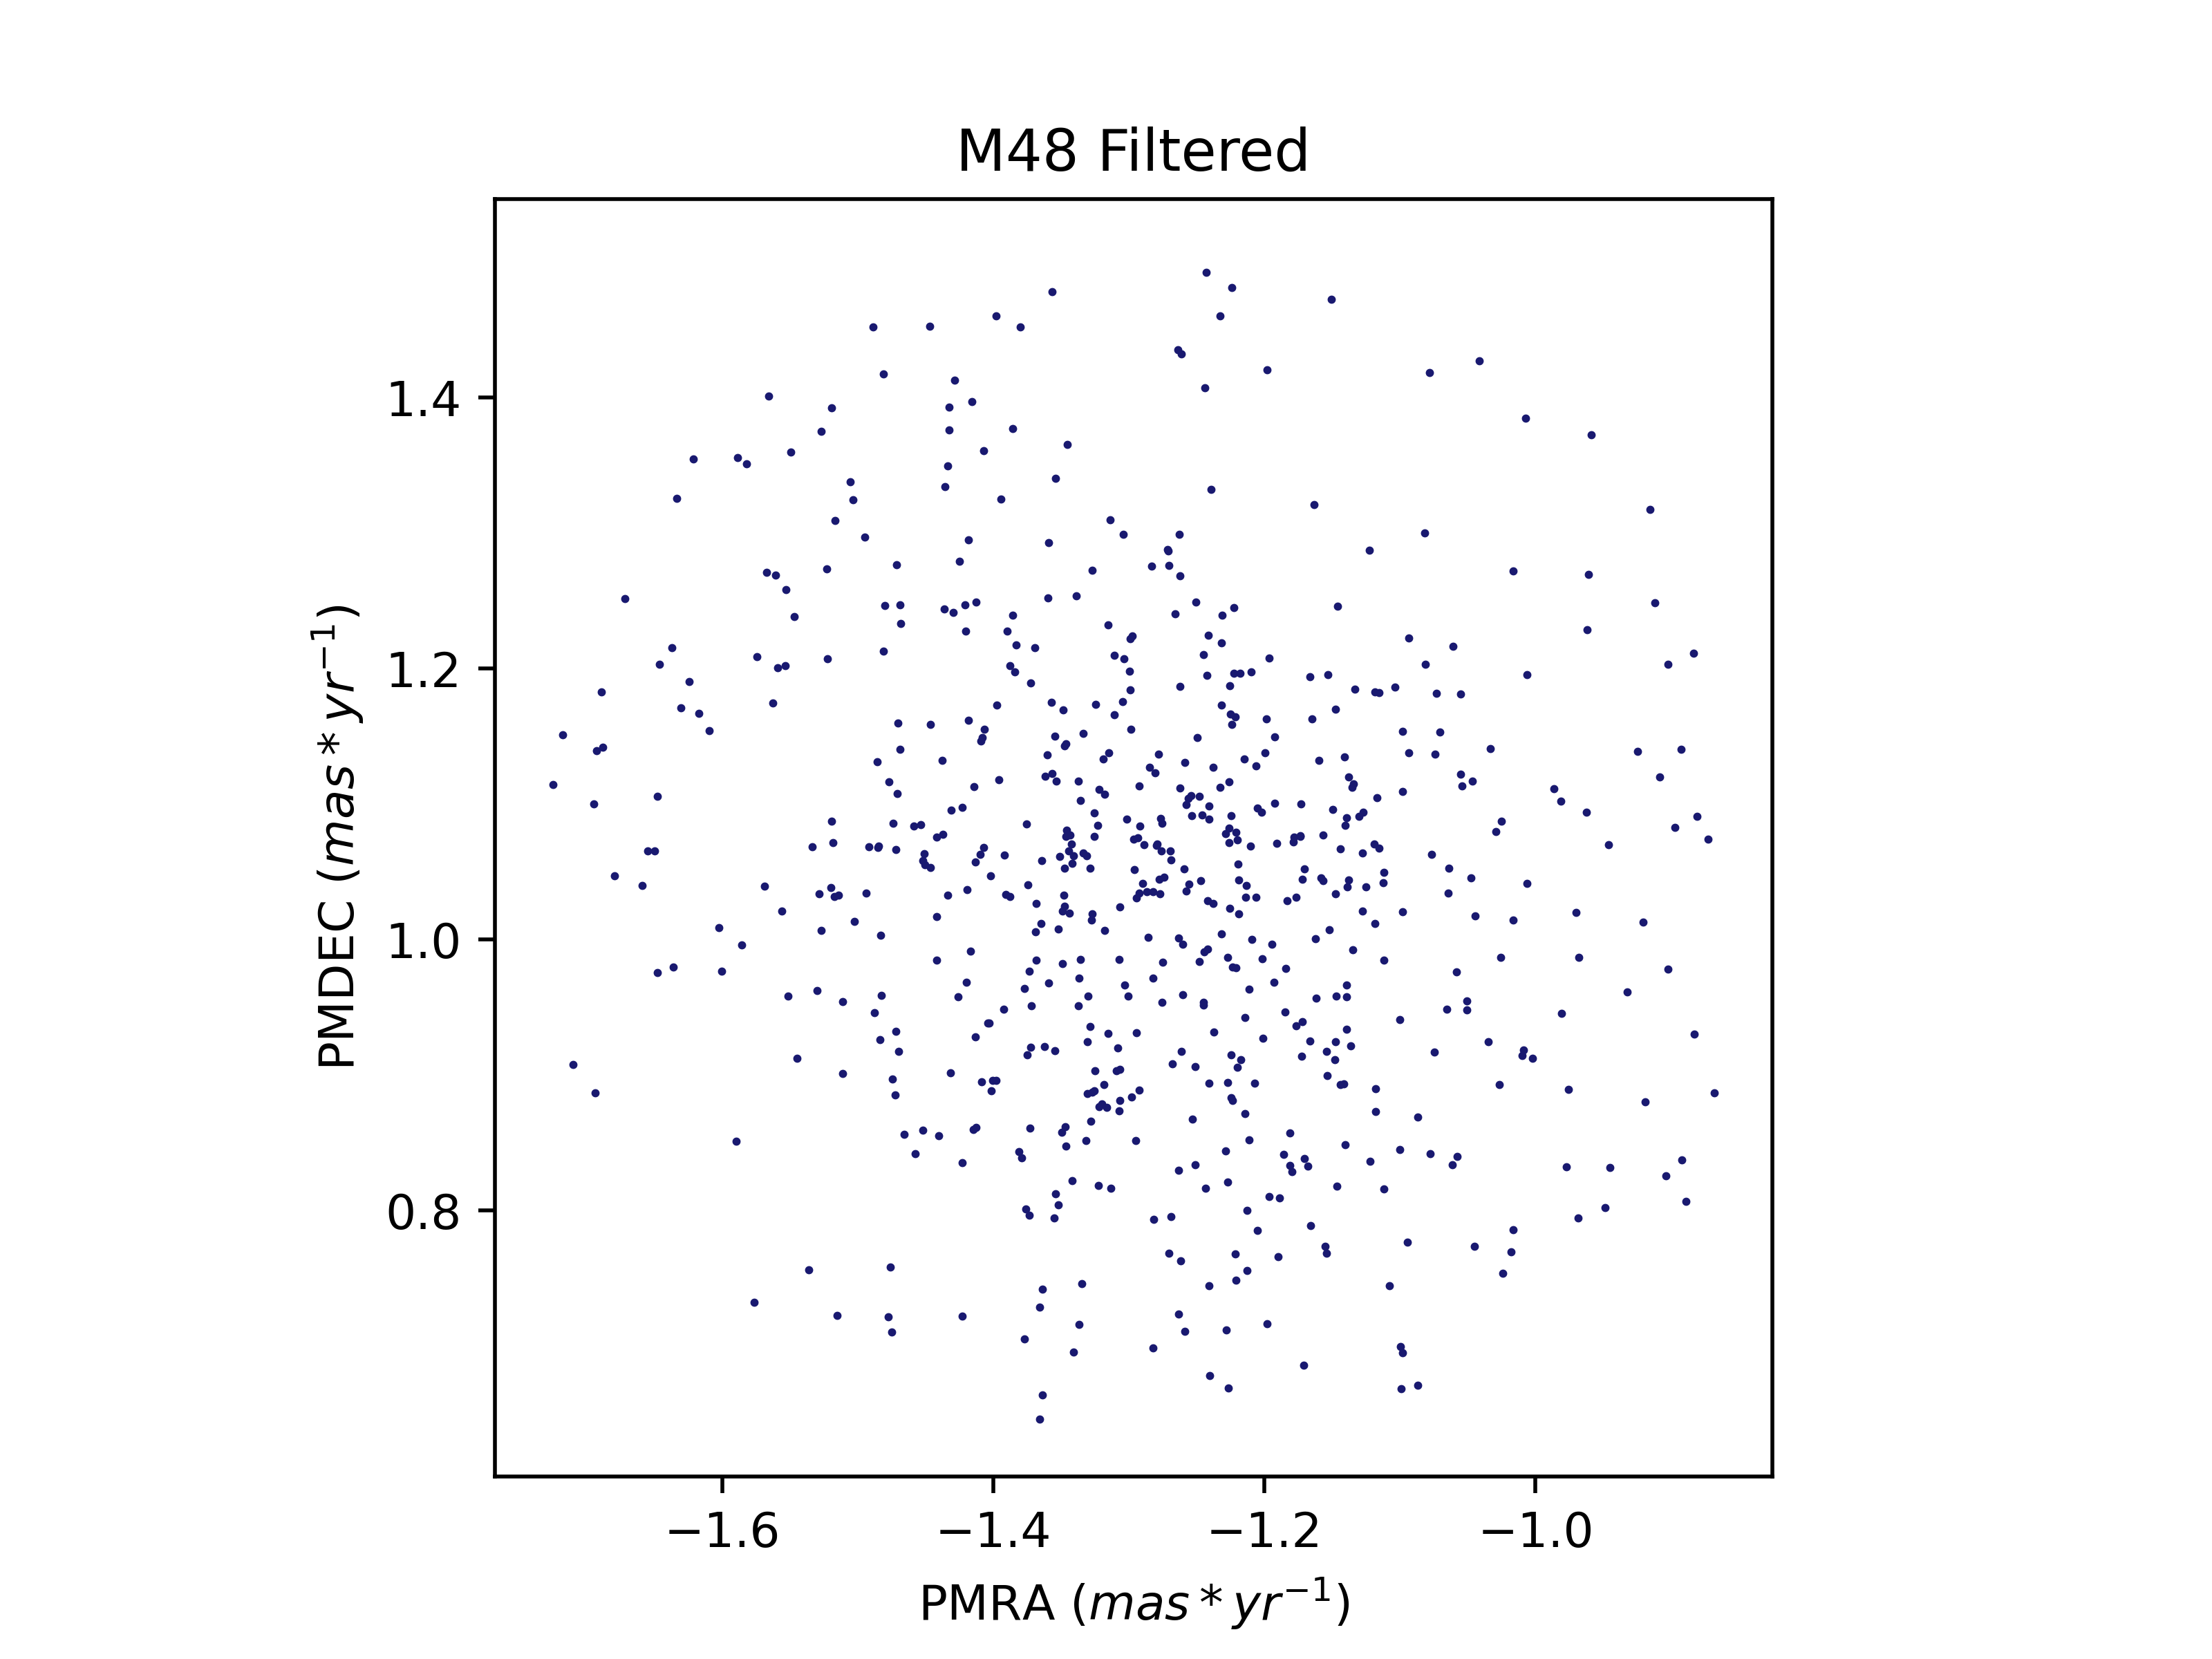 M48 Filtered
PMDEC (mas * yr⁻¹)
1.4
1.2
1.0
0.8
−1.6 −1.4 −1.2 −1.0
PMRA (mas * yr⁻¹)